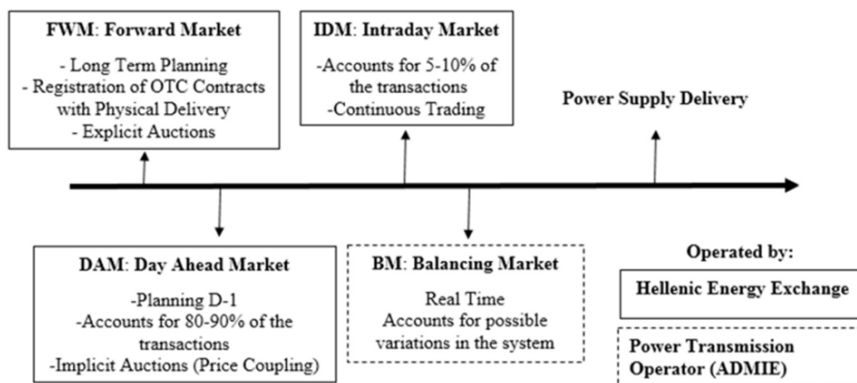 FWM: Forward Market
- Long Term Planning
- Registration of OTC Contracts
with Physical Delivery
- Explicit Auctions
IDM: Intraday Market
-Accounts for 5-10% of
the transactions
-Continuous Trading
Power Supply Delivery
DAM: Day Ahead Market
-Planning D-1
-Accounts for 80-90% of the
transactions
-Implicit Auctions (Price Coupling)
BM: Balancing Market
Real Time
Accounts for possible
variations in the system
Operated by:
Hellenic Energy Exchange
Power Transmission
Operator (ADMIE)